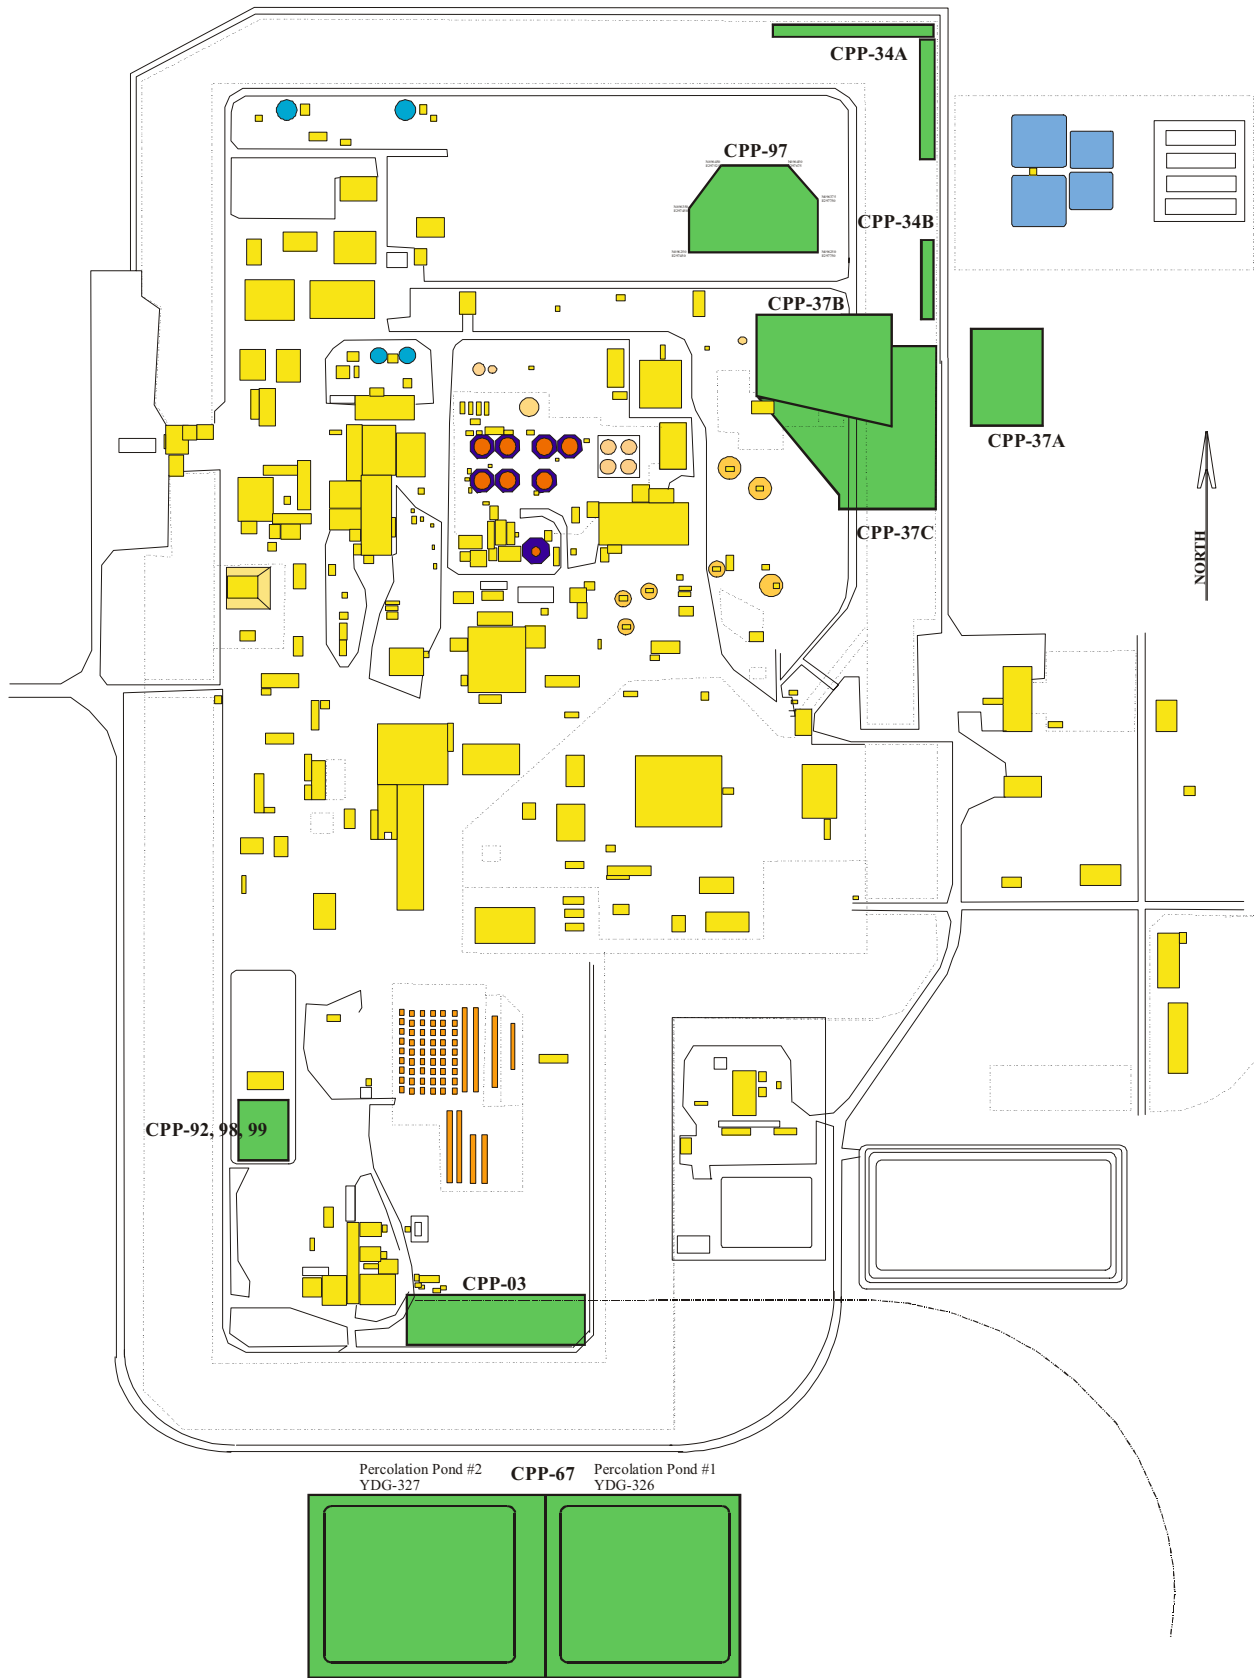 CPP-34A
CPP-97
CPP-34B
CPP-37B
CPP-37A
CPP-37C
NORTH
CPP-92, 98, 99
CPP-03
Percolation Pond #2
YDG-327
CPP-67
Percolation Pond #1
YDG-326